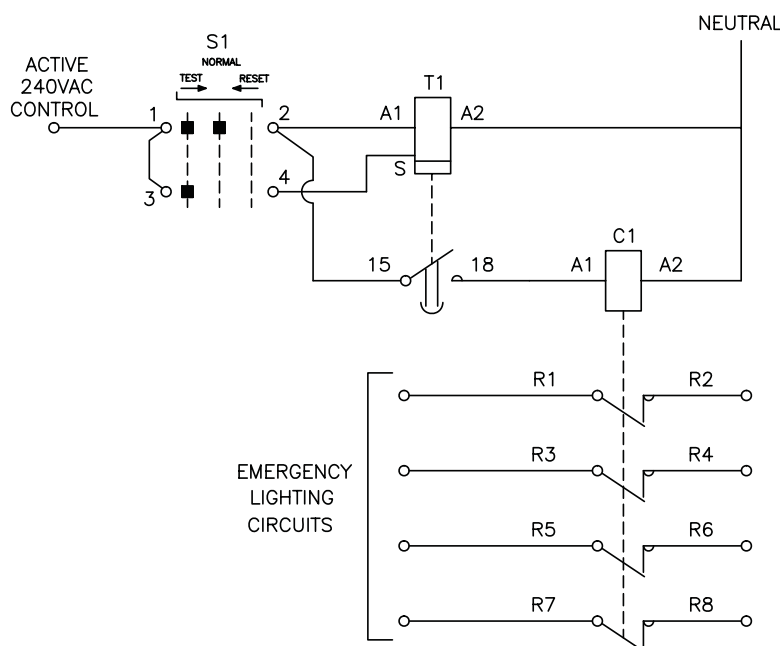 NEUTRAL
S1
NORMAL
TEST RESET
ACTIVE
240VAC
CONTROL
T1
1 2 A1 A2
3 4 S
15 18
C1
A1 A2
R1 R2
R3 R4
EMERGENCY
LIGHTING
CIRCUITS
R5 R6
R7 R8